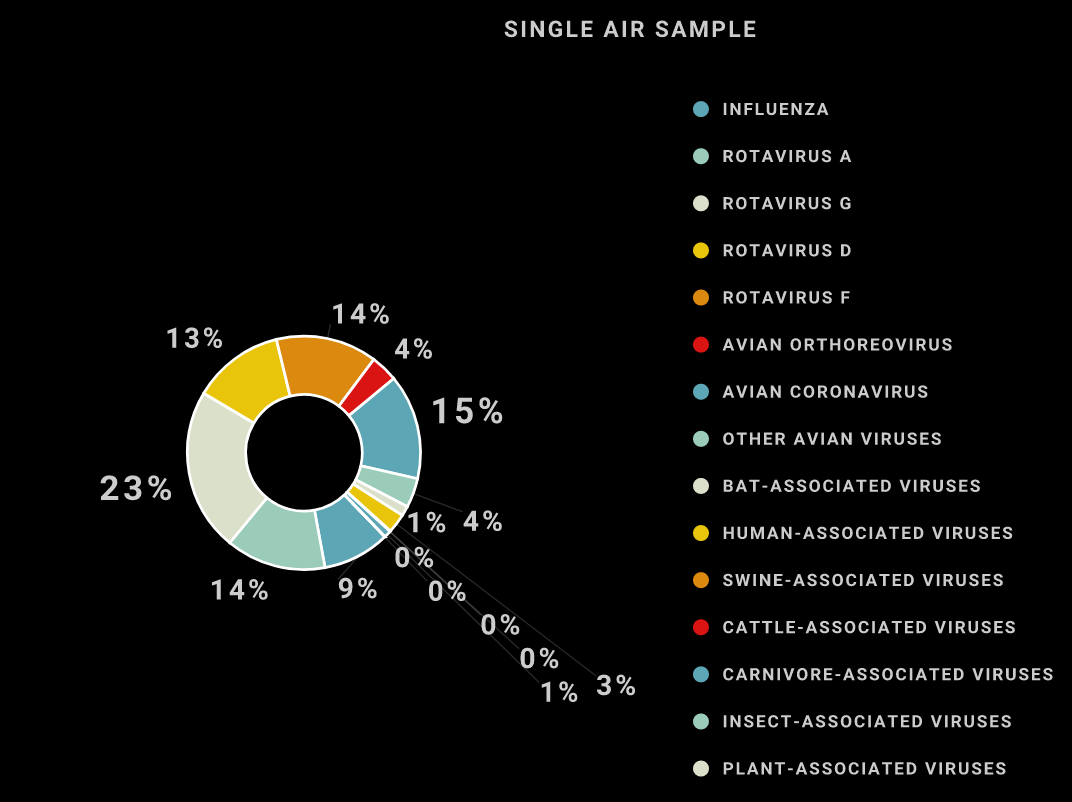 SINGLE AIR SAMPLE
INFLUENZA
ROTAVIRUS A
ROTAVIRUS G
ROTAVIRUS D
ROTAVIRUS F
AVIAN ORTHOREOVIRUS
AVIAN CORONAVIRUS
OTHER AVIAN VIRUSES
BAT-ASSOCIATED VIRUSES
HUMAN-ASSOCIATED VIRUSES
SWINE-ASSOCIATED VIRUSES
CATTLE-ASSOCIATED VIRUSES
CARNIVORE-ASSOCIATED VIRUSES
INSECT-ASSOCIATED VIRUSES
PLANT-ASSOCIATED VIRUSES
14%
13%
4%
15%
23%
4%
1%
0%
14%
9%
0%
0%
0%
3%
1%